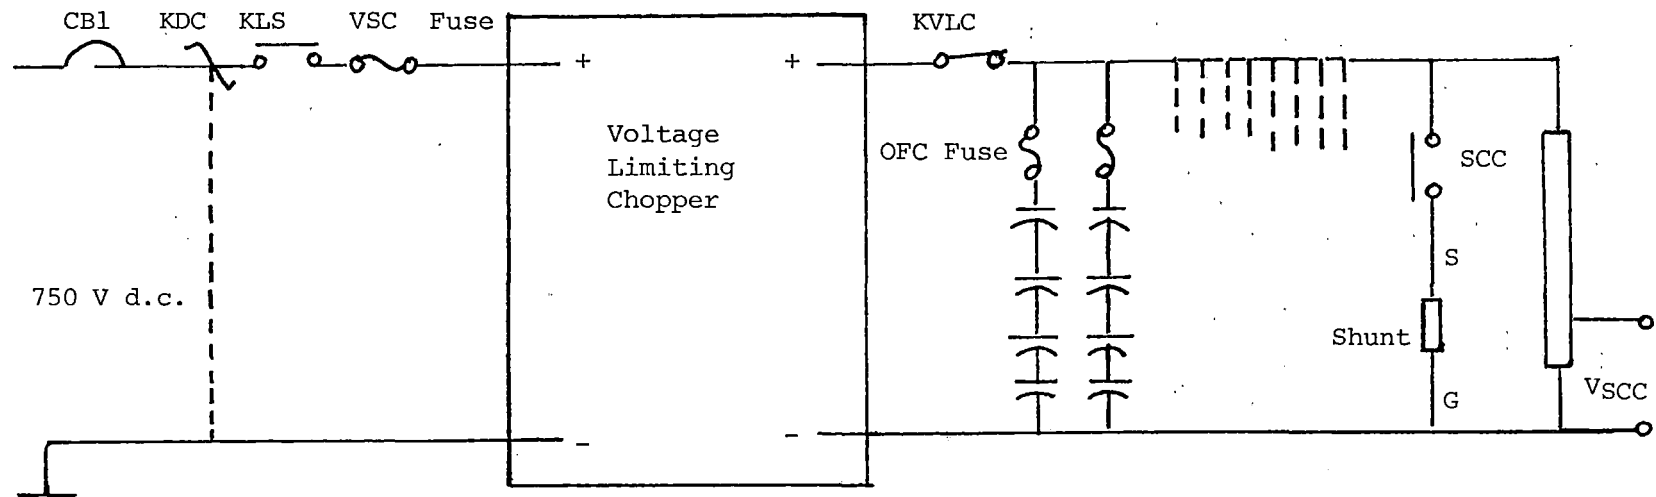 CB1 KDC KLS VSC Fuse KVLC
+ +
Voltage
Limiting
Chopper
OFC Fuse
SCC
S
750 V d.c.
Shunt
VSCC
G
- -